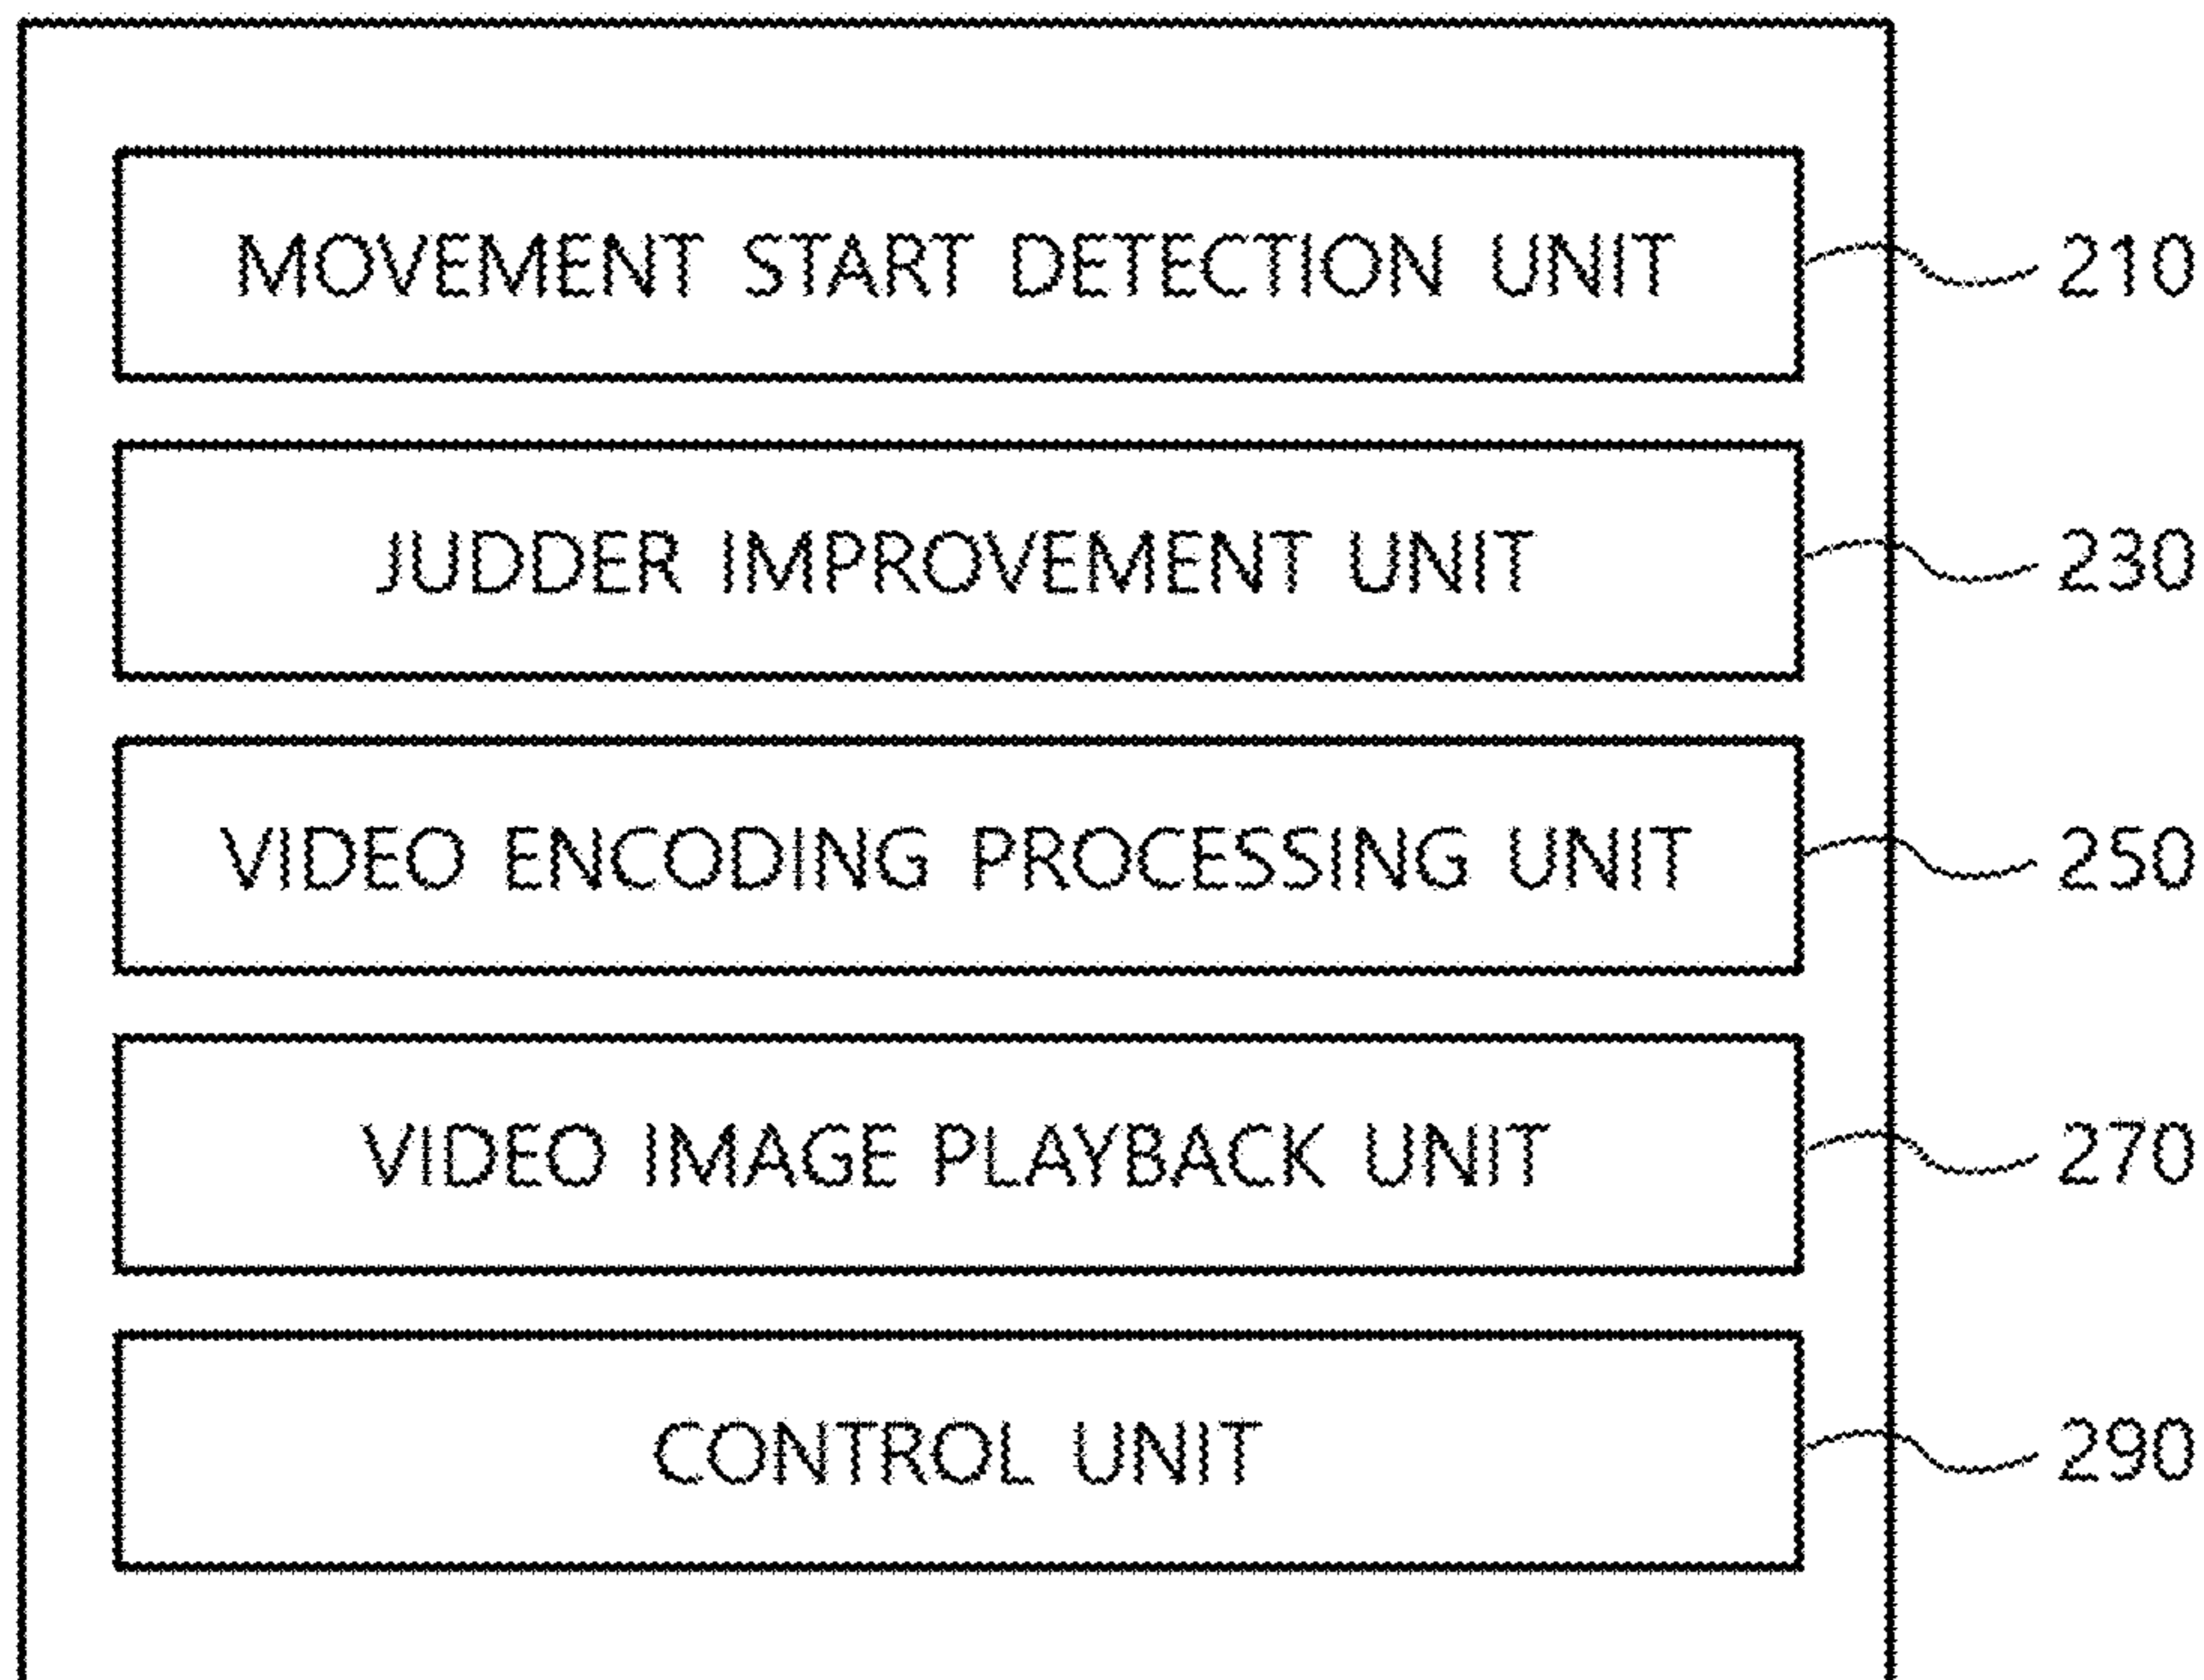 MOVEMENT START DETECTION UNIT 210
JUDDER IMPROVEMENT UNIT 230
VIDEO ENCODING PROCESSING UNIT 250
VIDEO IMAGE PLAYBACK UNIT 270
CONTROL UNIT 290